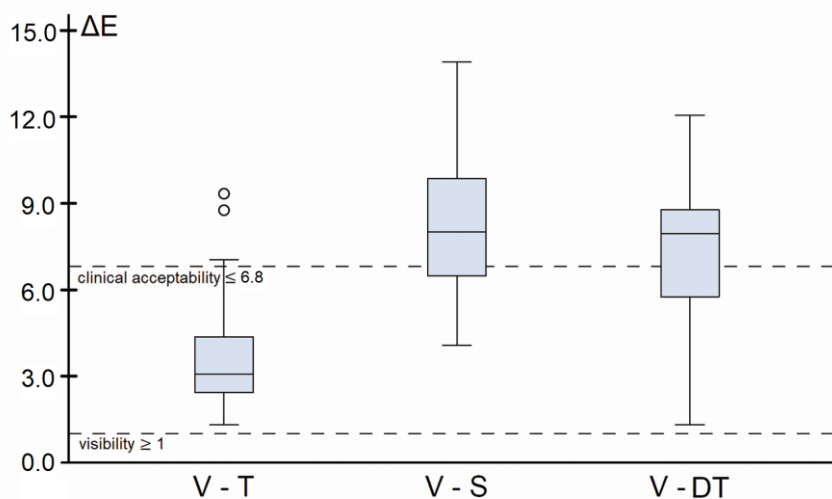 ΔE
15.0
12.0
9.0
clinical acceptability ≤ 6.8
6.0
3.0
visibility ≥ 1
0.0
V - T V - S V - DT